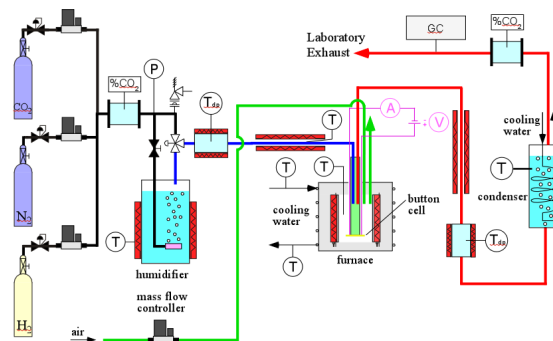 CO2
N2
H2
%CO2
P
Tdp
T
humidifier
mass flow
controller
air
T
T
cooling
water
T
T
furnace
button
cell
A
V
Laboratory
Exhaust
GC
%CO2
cooling
water
T
condenser
Tdp